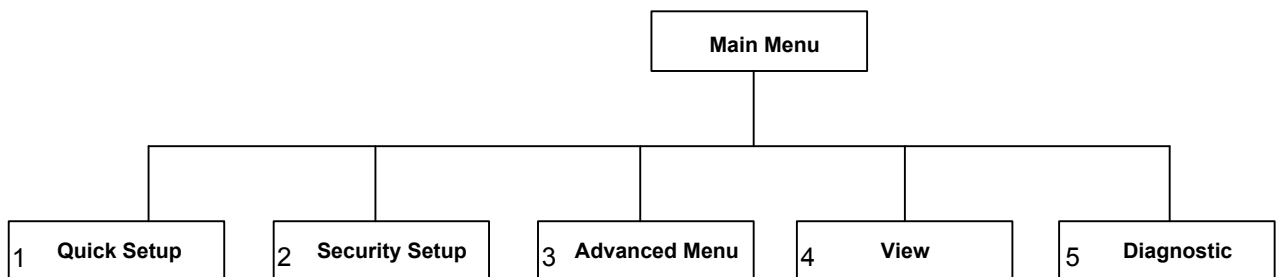 Main Menu
1 Quick Setup
2 Security Setup
3 Advanced Menu
4 View
5 Diagnostic